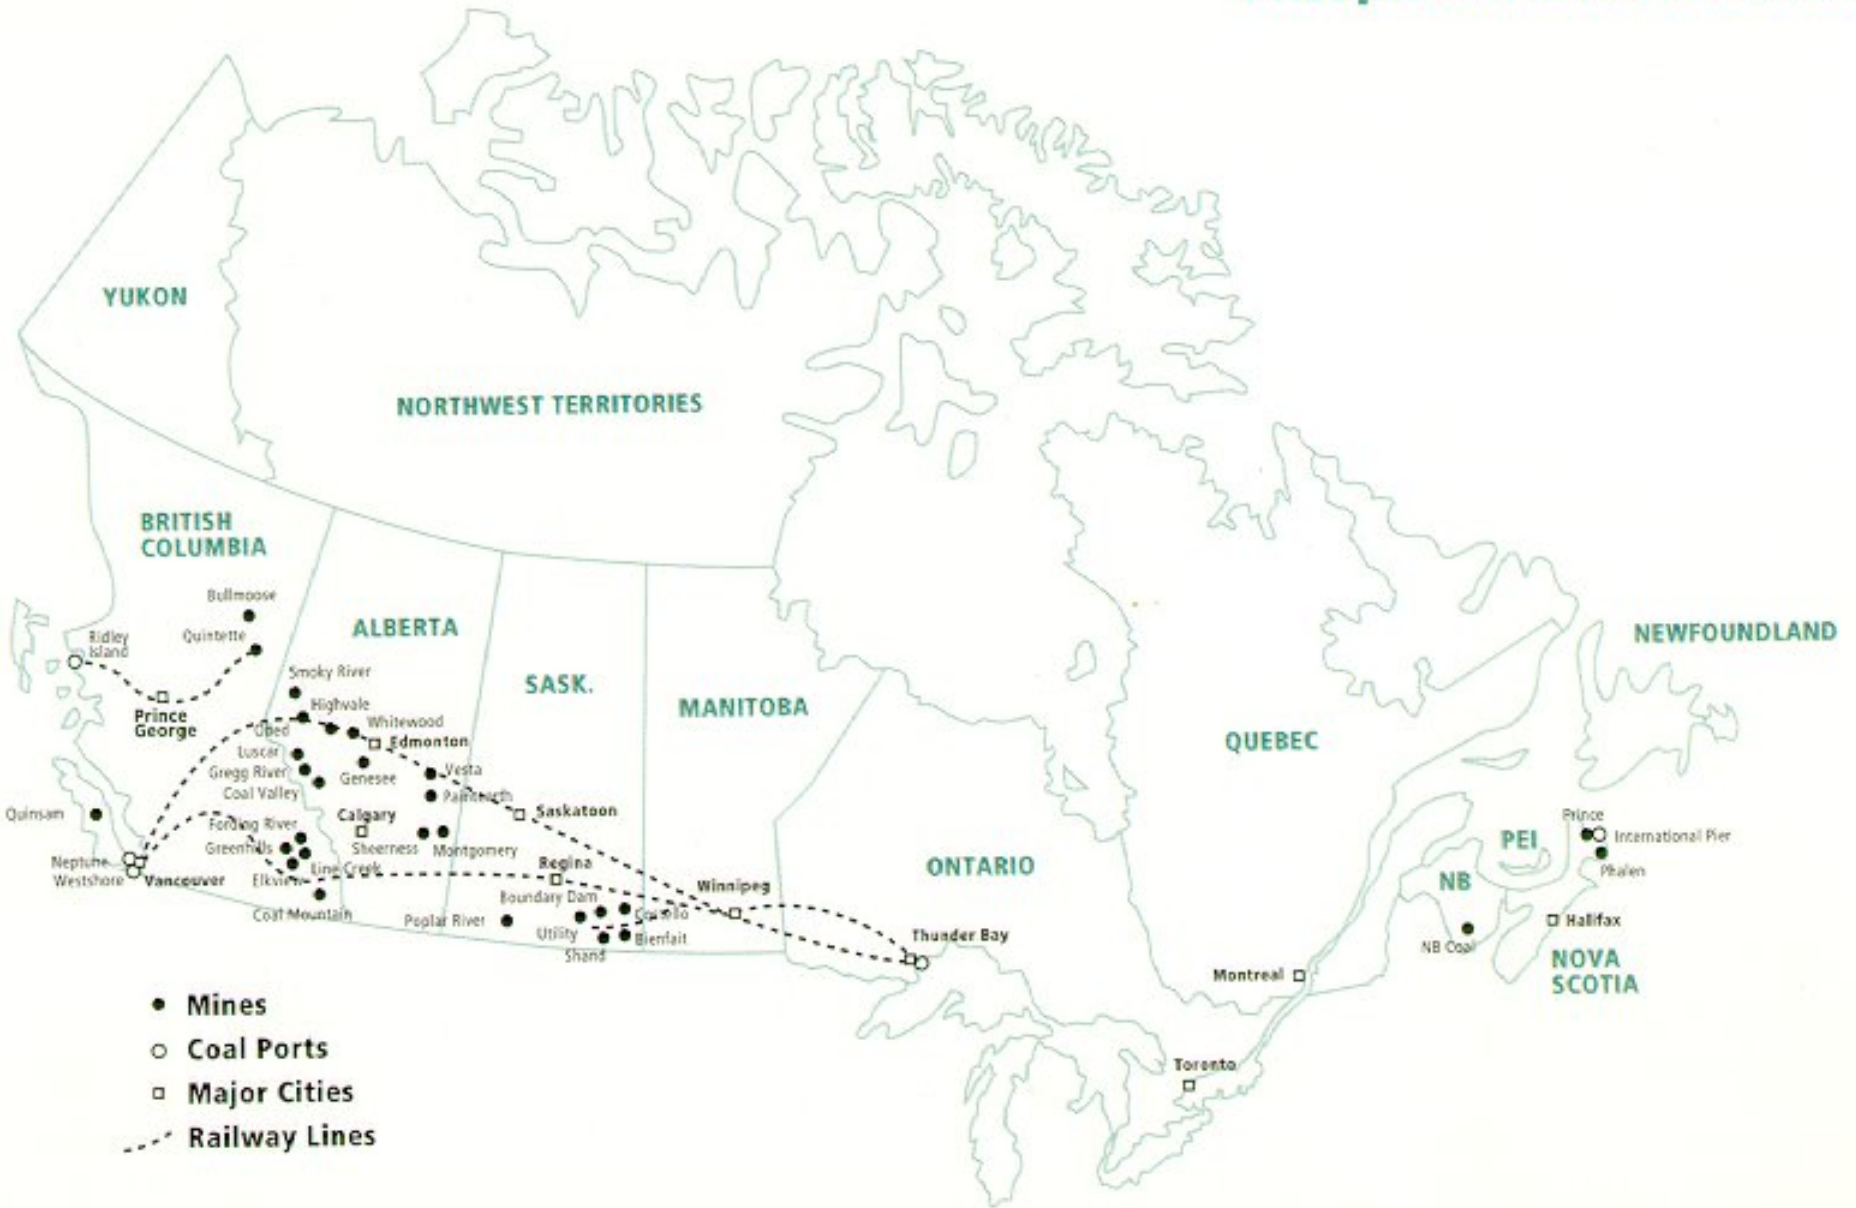 YUKON
NORTHWEST TERRITORIES
BRITISH
COLUMBIA
Bullmoose
ALBERTA
NEWFOUNDLAND
Ridley
Island
Quintette
Smoky River
SASK.
MANITOBA
Highvale
Prince
George
Whitewood
Obed
Edmonton
QUEBEC
Luscar
Gregg River
Genesee
Vesta
Coal Valley
Paintearth
Quinsam
Calgary
Saskatoon
Prince
Fording River
PEI
International Pier
Greenhills
Sheerness
Montgomery
Neptune
Line Creek
Regina
ONTARIO
Phalen
Westshore
Vancouver
Elkview
Winnipeg
NB
Boundary Dam
Coal Mountain
Poplar River
Costello
Halifax
Utility
Bienfait
Thunder Bay
NB Coal
Shand
NOVA
SCOTIA
Montreal
Mines
Coal Ports
Toronto
Major Cities
Railway Lines